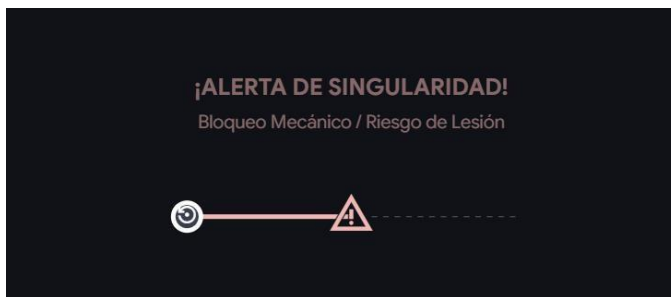 ¡ALERTA DE SINGULARIDAD!
Bloqueo Mecánico / Riesgo de Lesión